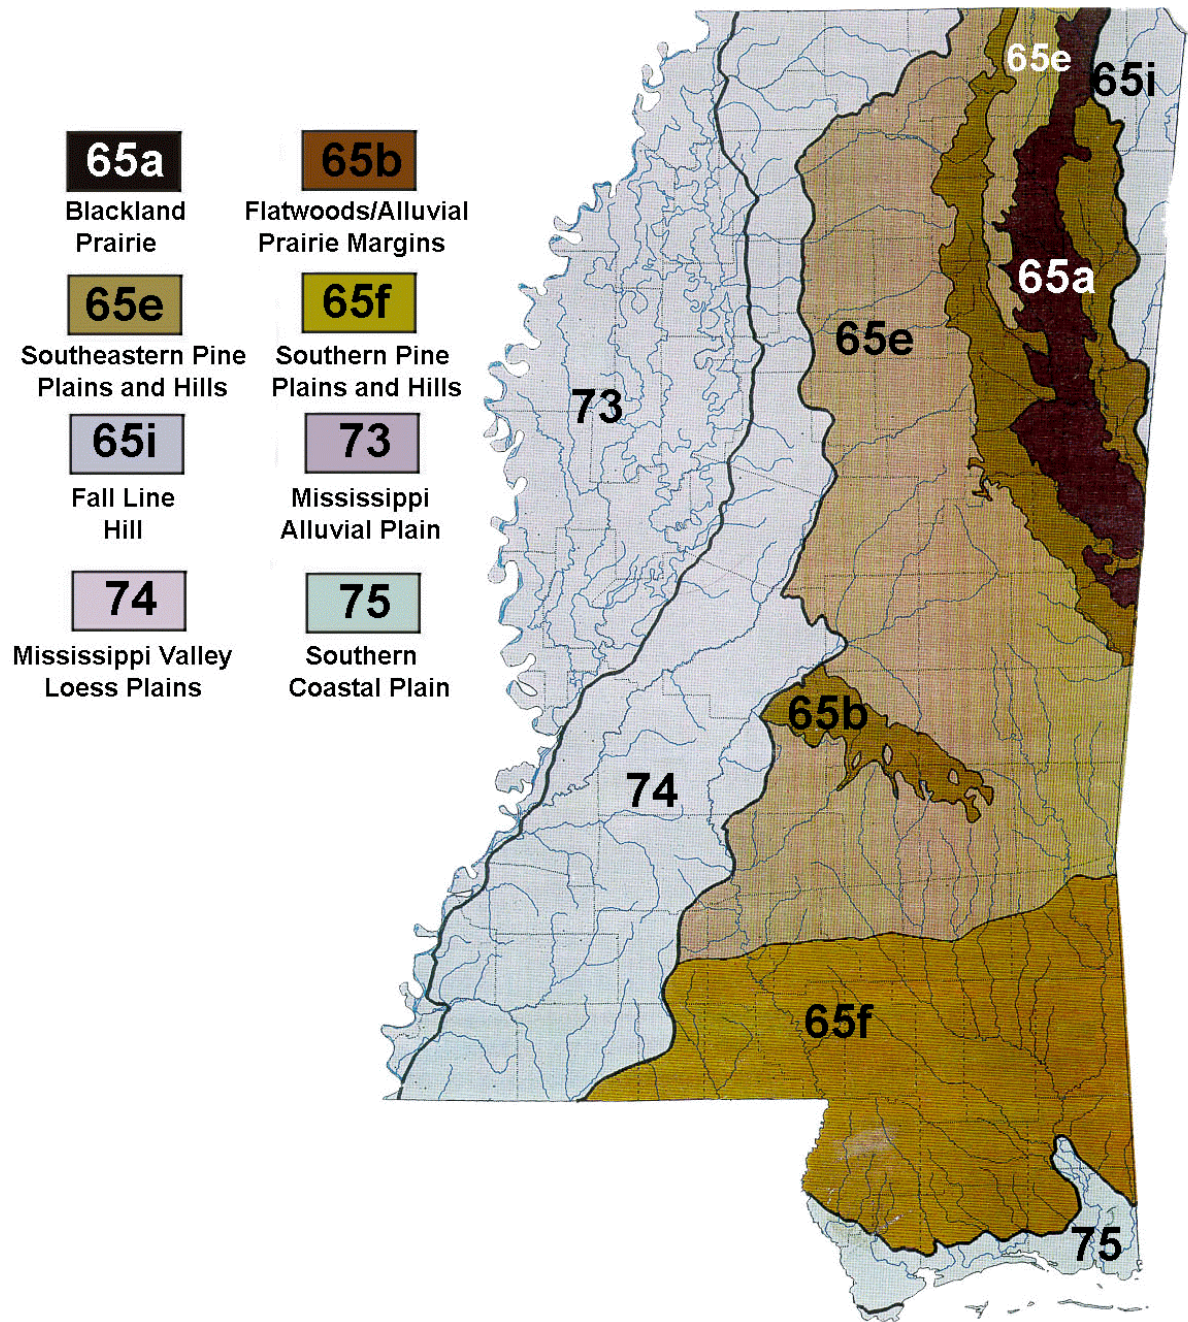 65a
Blackland
Prairie
65b
Flatwoods/Alluvial
Prairie Margins
65e
Southeastern Pine
Plains and Hills
65f
Southern Pine
Plains and Hills
65i
Fall Line
Hill
73
Mississippi
Alluvial Plain
74
Mississippi Valley
Loess Plains
75
Southern
Coastal Plain
65e
65i
65a
65e
73
65b
74
65f
75